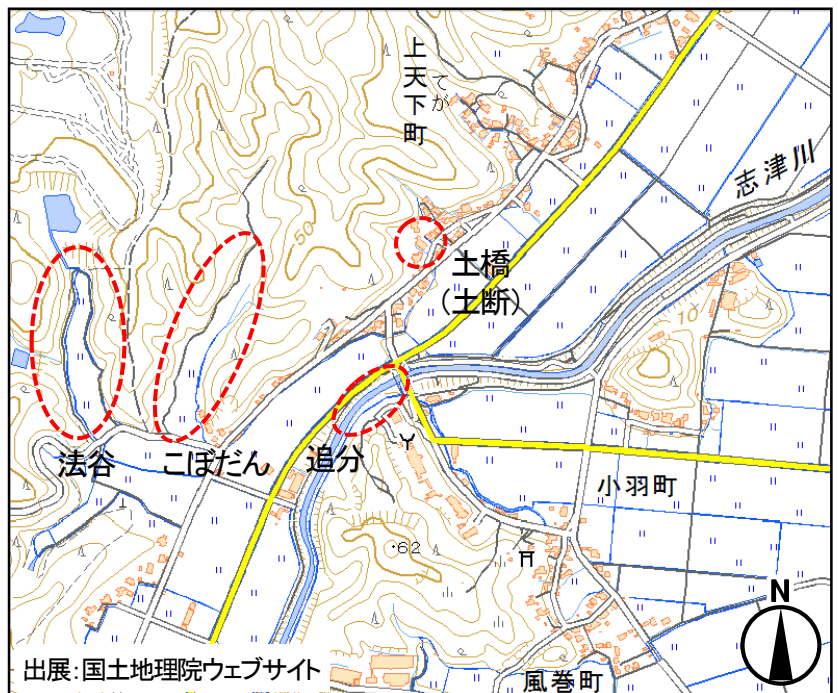 上天下町
てが
志津川
50
土橋
(土断)
10
法谷
こぼだん
追分
小羽町
・62
N
出展:国土地理院ウェブサイト
風巻町